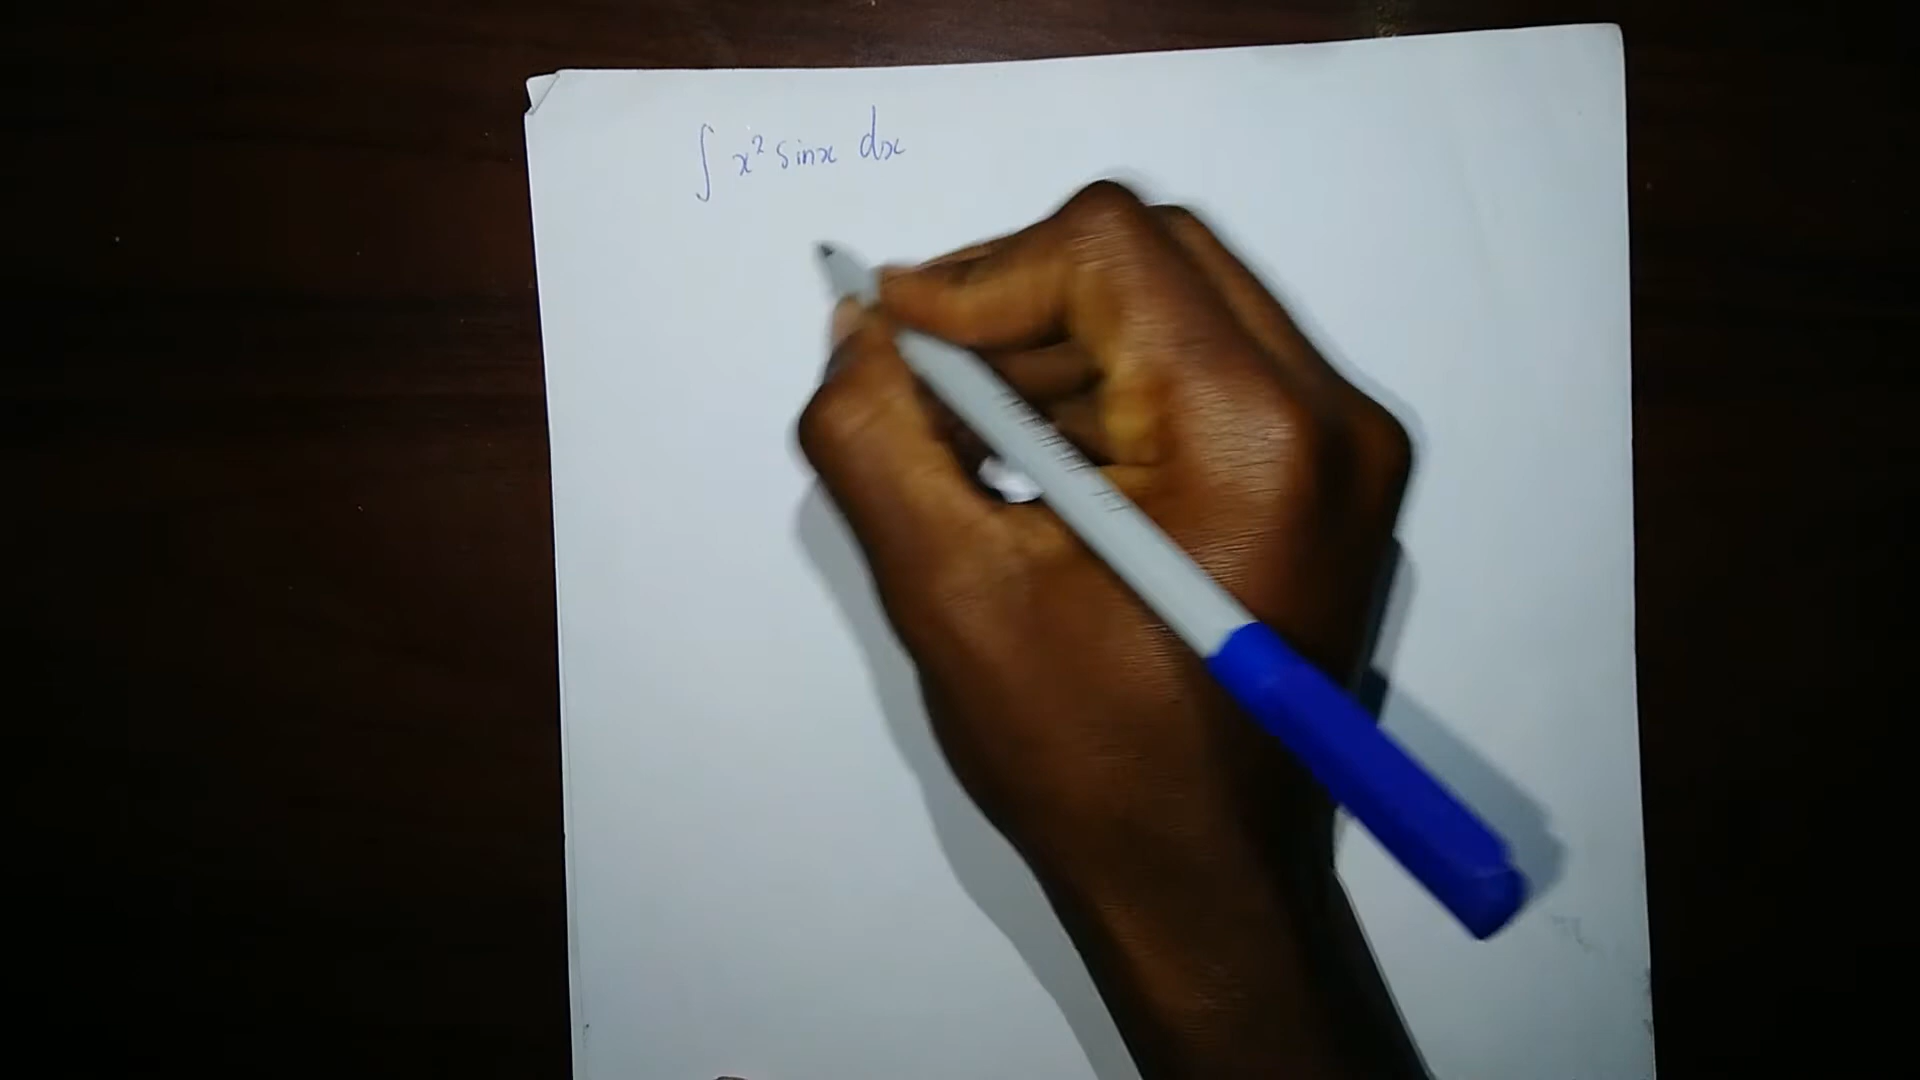 ∫ x² sinx dx